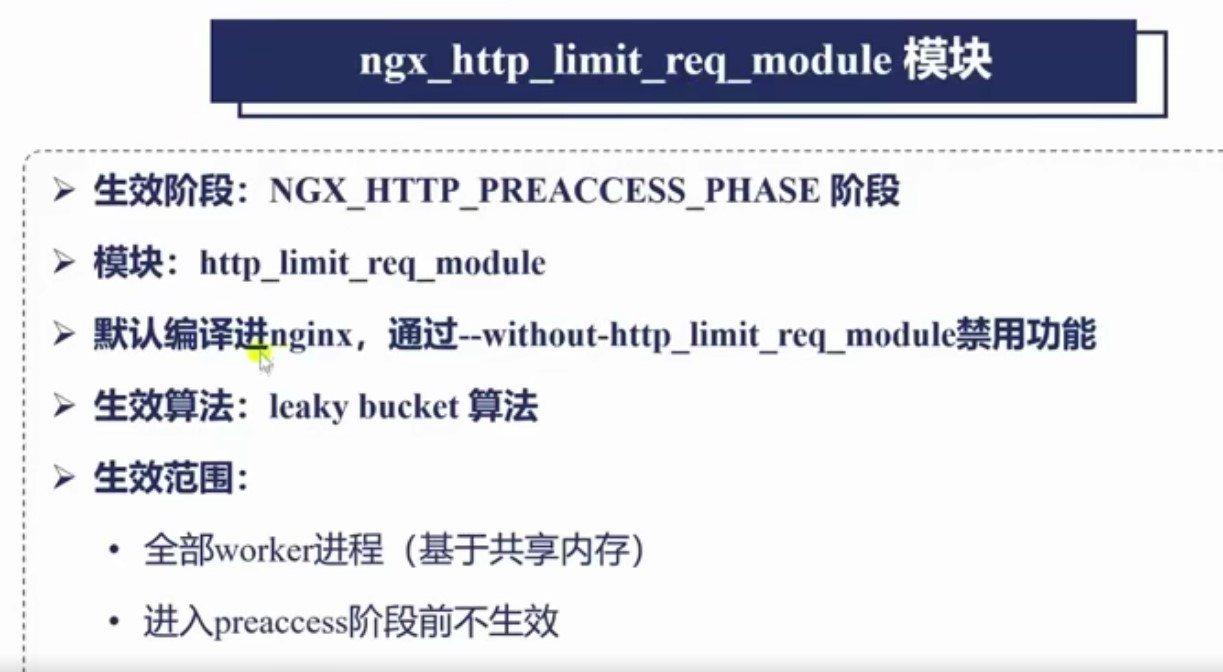 ngx_http_limit_req_module 模块
生效阶段：NGX_HTTP_PREACCESS_PHASE 阶段
模块：http_limit_req_module
默认编译进nginx，通过--without-http_limit_req_module禁用功能
生效算法：leaky bucket 算法
生效范围：
全部worker进程（基于共享内存）
进入preaccess阶段前不生效